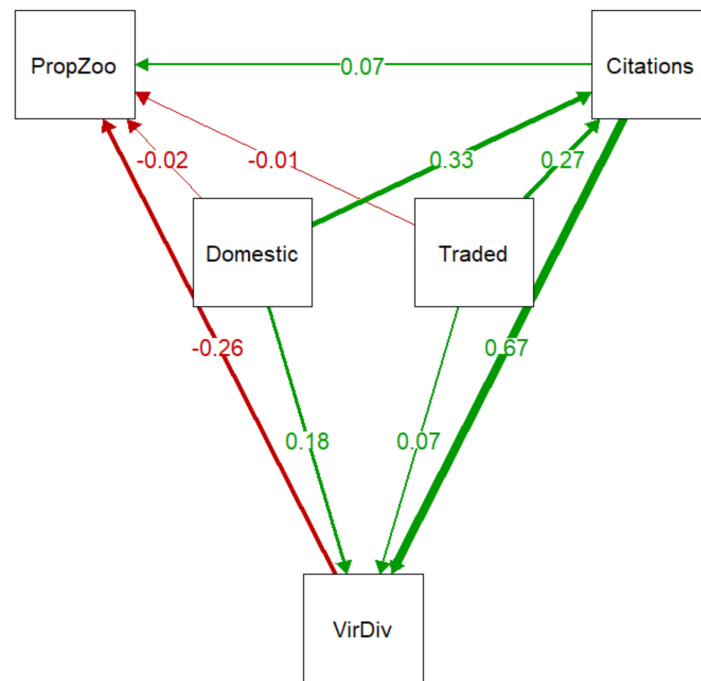 PropZoo
0.07
Citations
-0.02
-0.01
0.33
0.27
Domestic
Traded
-0.26
0.67
0.18
0.07
VirDiv